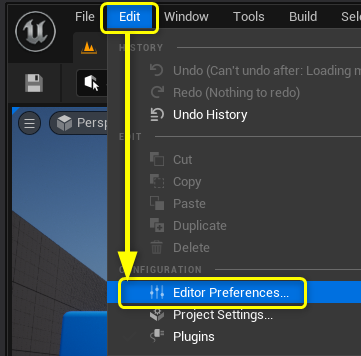 File Edit Window Tools Build Sel
HISTORY
Undo (Can't undo after: Loading
Redo (Nothing to redo)
Undo History
Persp
EDIT
Cut
Copy
Paste
Duplicate
Delete
CONFIGURATION
Editor Preferences...
Project Settings...
Plugins